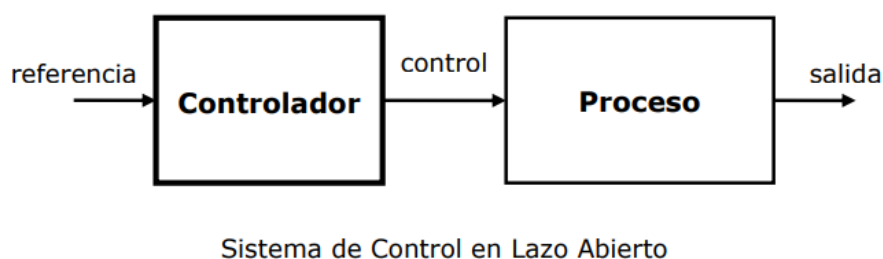 referencia
Controlador
control
Proceso
salida
Sistema de Control en Lazo Abierto